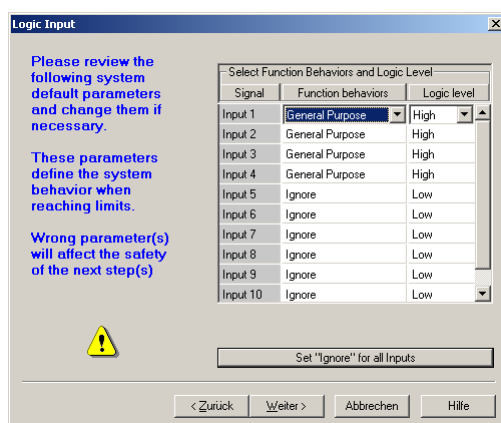 Logic Input
Please review the
following system
default parameters
and change them if
necessary.
These parameters
define the system
behavior when
reaching limits.
Wrong parameter(s)
will affect the safety
of the next step(s)
Select Function Behaviors and Logic Level
Signal Function behaviors Logic level
Input 1 General Purpose High
Input 2 General Purpose High
Input 3 General Purpose High
Input 4 General Purpose High
Input 5 Ignore Low
Input 6 Ignore Low
Input 7 Ignore Low
Input 8 Ignore Low
Input 9 Ignore Low
Input 10 Ignore Low
Set "Ignore" for all Inputs
< Zurück Weiter > Abbrechen Hilfe